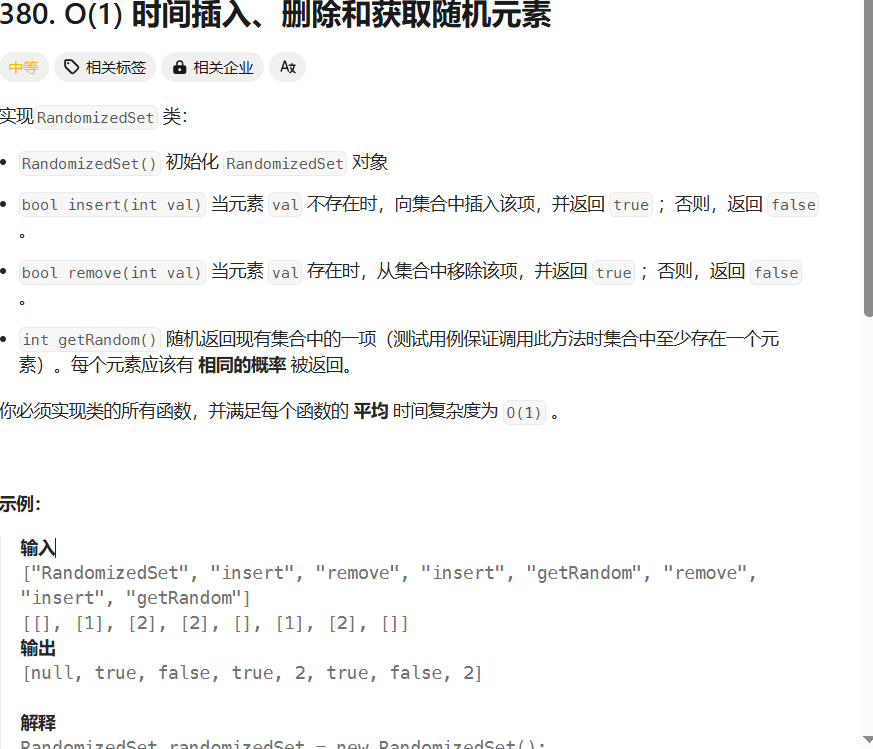 380. O(1) 时间插入、删除和获取随机元素
中等 相关标签 相关企业 Ax
实现RandomizedSet 类：
• RandomizedSet() 初始化 RandomizedSet 对象
• bool insert(int val) 当元素 val 不存在时，向集合中插入该项，并返回 true ；否则，返回 false
。
• bool remove(int val) 当元素 val 存在时，从集合中移除该项，并返回 true ；否则，返回 false
。
• int getRandom() 随机返回现有集合中的一项（测试用例保证调用此方法时集合中至少存在一个元
素）。每个元素应该有 相同的概率 被返回。
你必须实现类的所有函数，并满足每个函数的 平均 时间复杂度为 O(1) 。
示例：
输入
["RandomizedSet", "insert", "remove", "insert", "getRandom", "remove",
"insert", "getRandom"]
[[], [1], [2], [2], [], [1], [2], []]
输出
[null, true, false, true, 2, true, false, 2]
解释
RandomizedSet randomizedSet = new RandomizedSet();